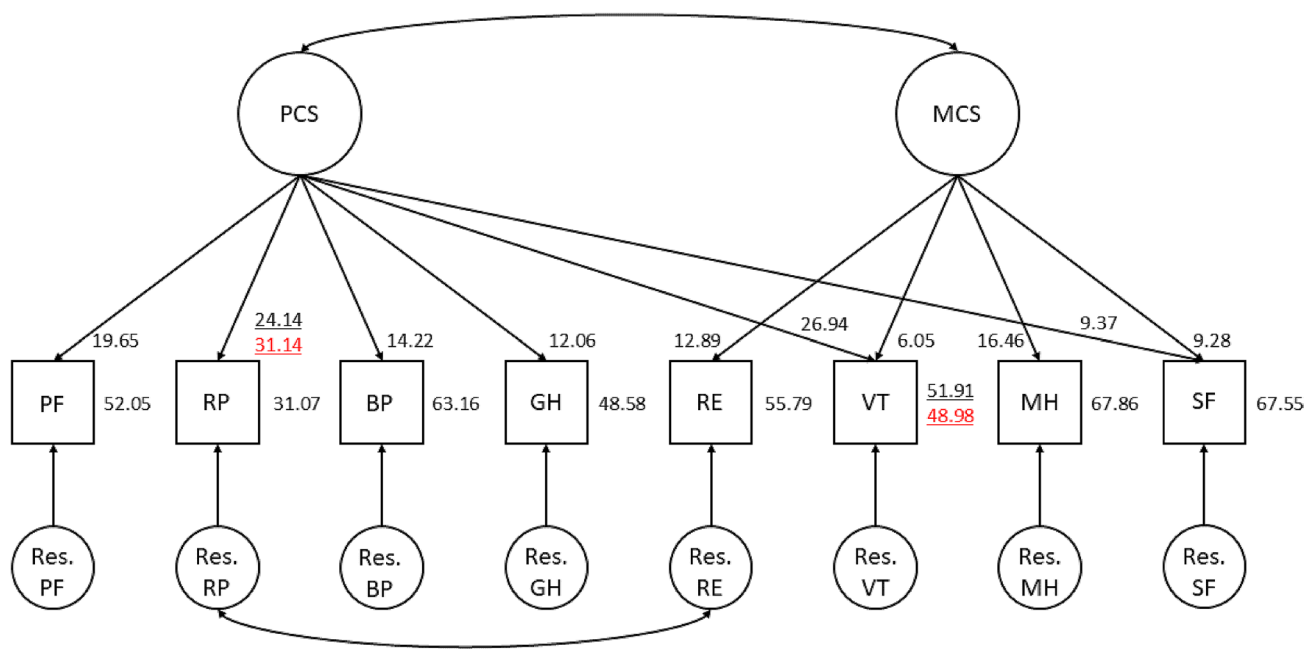 PCS
MCS
24.14
31.14
19.65
14.22
12.06
12.89
26.94
6.05
16.46
9.37
9.28
PF
52.05
RP
31.07
BP
63.16
GH
48.58
RE
55.79
VT
51.91
48.98
MH
67.86
SF
67.55
Res.
PF
Res.
RP
Res.
BP
Res.
GH
Res.
RE
Res.
VT
Res.
MH
Res.
SF